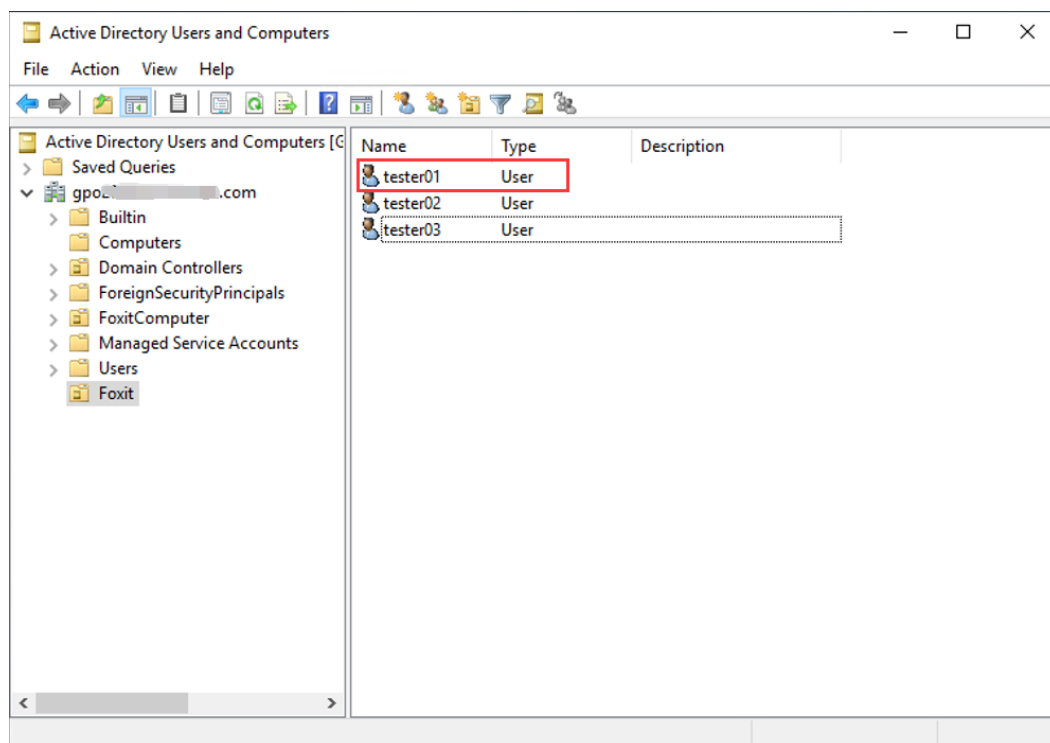 Active Directory Users and Computers
File Action View Help
Active Directory Users and Computers [G
Name Type Description
Saved Queries
tester01 User
.com
tester02 User
Builtin
tester03 User
Computers
Domain Controllers
ForeignSecurityPrincipals
FoxitComputer
Managed Service Accounts
Users
Foxit